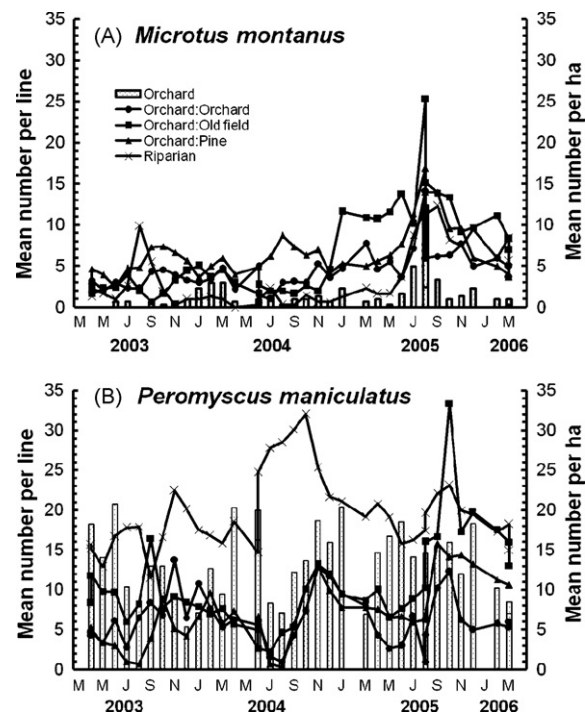 (A) Microtus montanus
Mean number per line
Mean number per ha
35
30
25
20
15
10
5
0
35
30
25
20
15
10
5
0
Orchard
Orchard:Orchard
Orchard:Old field
Orchard:Pine
Riparian
M M J S N J M M J S N J M M J S N J M
2003 2004 2005 2006
(B) Peromyscus maniculatus
Mean number per line
Mean number per ha
35
30
25
20
15
10
5
0
35
30
25
20
15
10
5
0
M M J S N J M M J S N J M M J S N J M
2003 2004 2005 2006